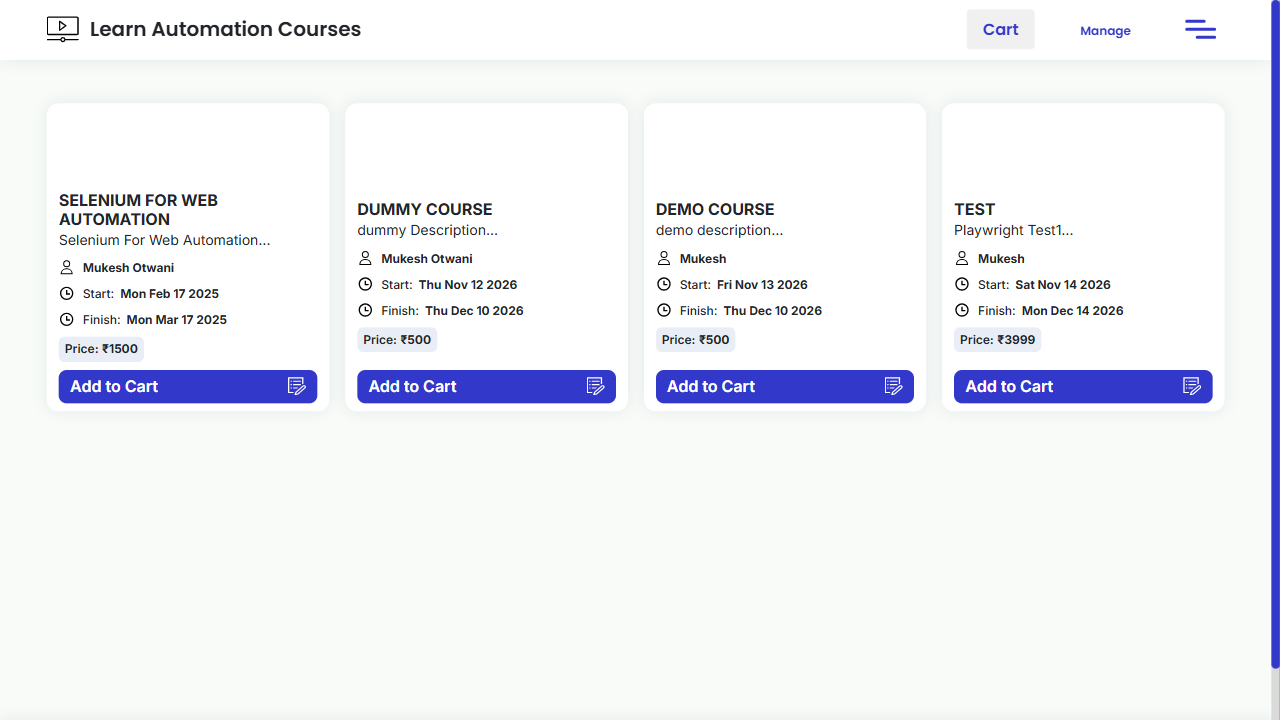 Learn Automation Courses
Cart
Manage
SELENIUM FOR WEB
AUTOMATION
Selenium For Web Automation...
Mukesh Otwani
Start: Mon Feb 17 2025
Finish: Mon Mar 17 2025
Price: ₹1500
Add to Cart
DUMMY COURSE
dummy Description...
Mukesh Otwani
Start: Thu Nov 12 2026
Finish: Thu Dec 10 2026
Price: ₹500
Add to Cart
DEMO COURSE
demo description...
Mukesh
Start: Fri Nov 13 2026
Finish: Thu Dec 10 2026
Price: ₹500
Add to Cart
TEST
Playwright Test1...
Mukesh
Start: Sat Nov 14 2026
Finish: Mon Dec 14 2026
Price: ₹3999
Add to Cart